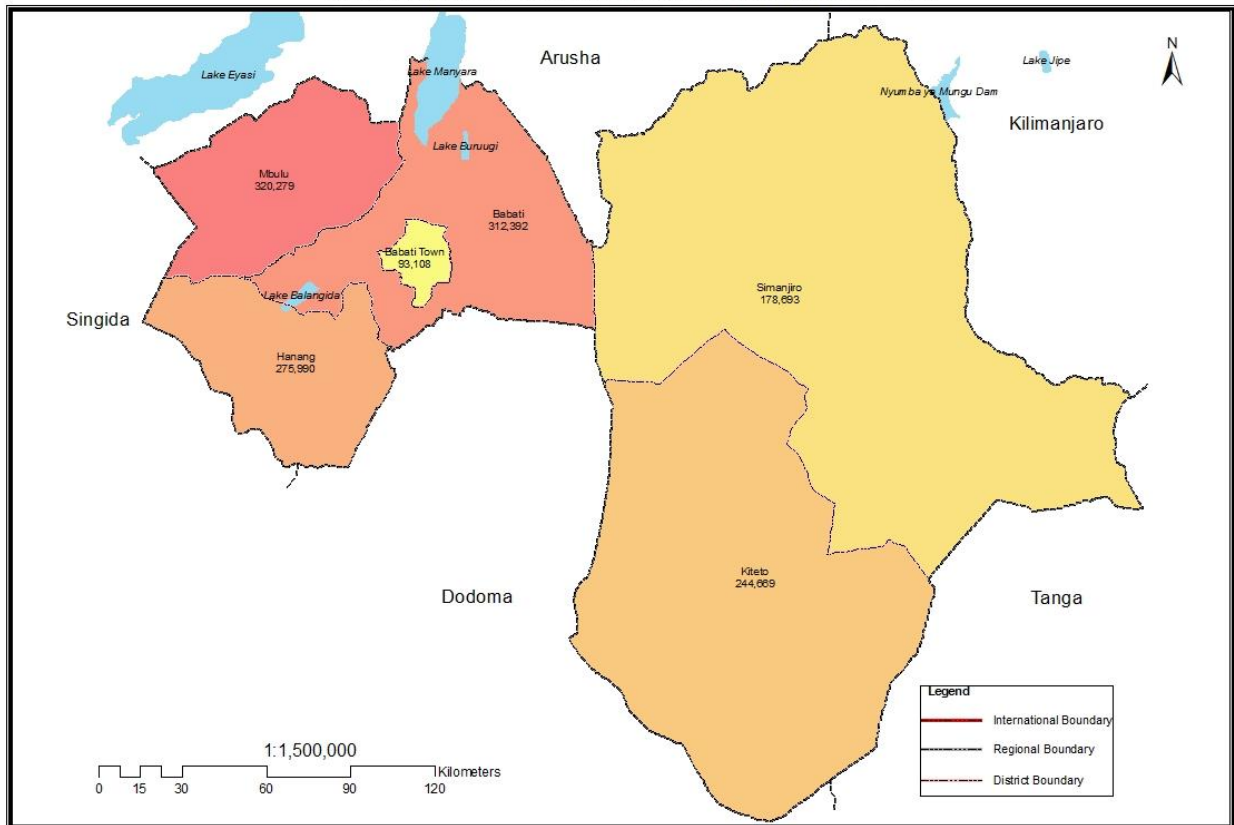 Arusha
N
Lake Eyasi
Lake Manyara
Lake Jipe
Nyumba ya Mungu Dam
Kilimanjaro
Lake Buruugi
Mbulu
320,279
Babati
312,392
Babati Town
93,108
Simanjiro
178,693
Lake Balangida
Singida
Hanang
275,990
Kiteto
244,669
Dodoma
Tanga
Legend
International Boundary
Regional Boundary
District Boundary
1:1,500,000
Kilometers
0 15 30 60 90 120